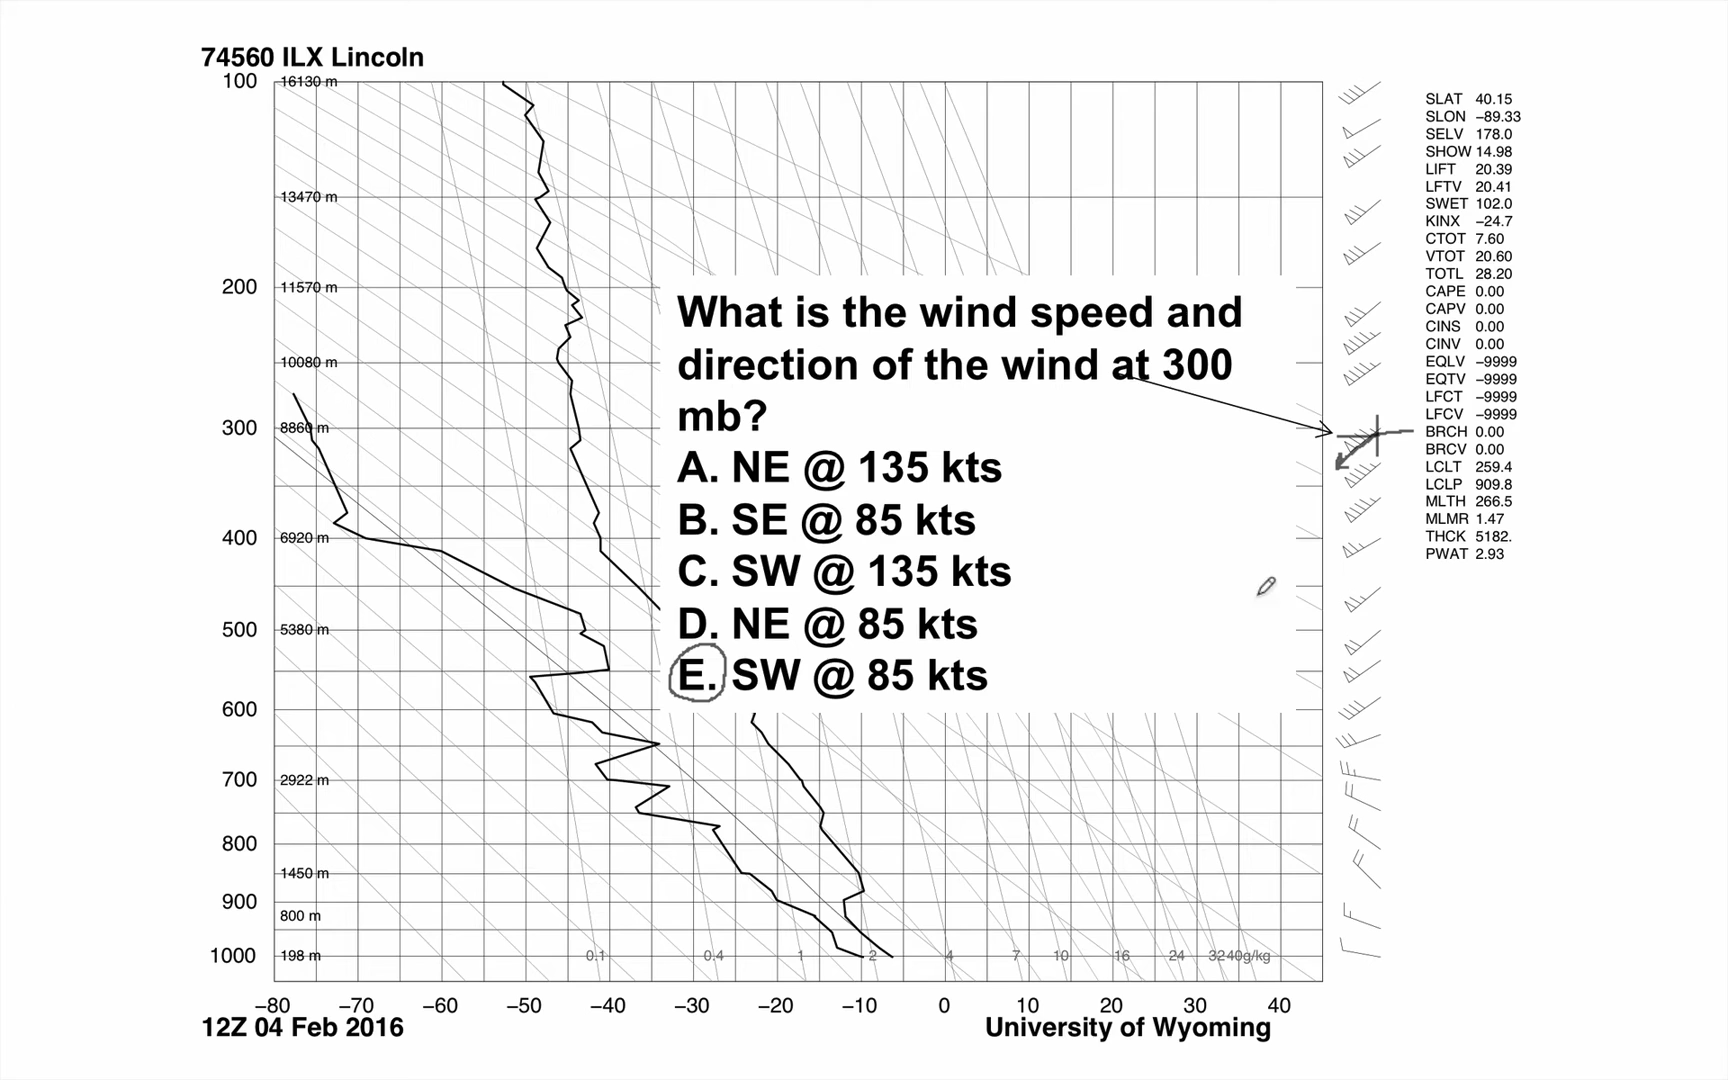 74560 ILX Lincoln
100 16130 m
13470 m
200 11570 m
10080 m
300 8860 m
400 6920 m
500 5380 m
600
700 2922 m
800
1450 m
900
800 m
1000 198 m
0.1 0.4 1 2 4 7 10 16 24 32 40g/kg
−80 −70 −60 −50 −40 −30 −20 −10 0 10 20 30 40
12Z 04 Feb 2016 University of Wyoming
What is the wind speed and
direction of the wind at 300
mb?
A. NE @ 135 kts
B. SE @ 85 kts
C. SW @ 135 kts
D. NE @ 85 kts
E. SW @ 85 kts
SLAT 40.15
SLON −89.33
SELV 178.0
SHOW 14.98
LIFT 20.39
LFTV 20.41
SWET 102.0
KINX −24.7
CTOT 7.60
VTOT 20.60
TOTL 28.20
CAPE 0.00
CAPV 0.00
CINS 0.00
CINV 0.00
EQLV −9999
EQTV −9999
LFCT −9999
LFCV −9999
BRCH 0.00
BRCV 0.00
LCLT 259.4
LCLP 909.8
MLTH 266.5
MLMR 1.47
THCK 5182.
PWAT 2.93